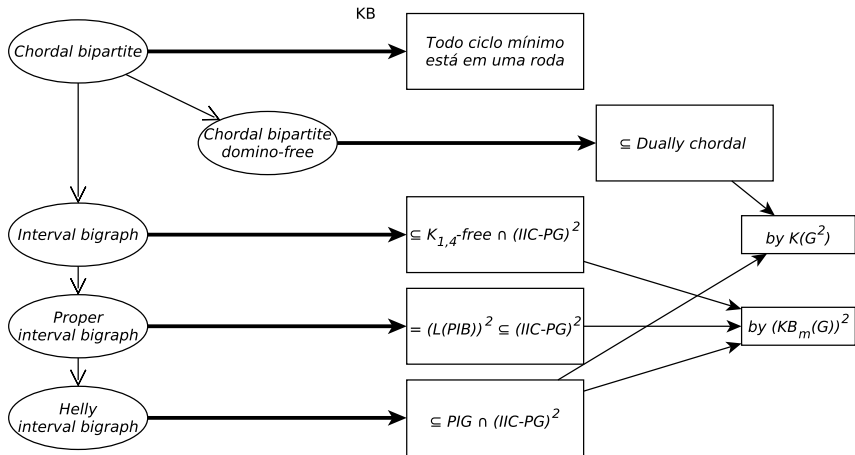 KB
Chordal bipartite
Todo ciclo mínimo
está em uma roda
Chordal bipartite
domino-free
⊆ Dually chordal
Interval bigraph
⊆ K₁,₄-free ∩ (IIC-PG)²
by K(G²)
Proper
interval bigraph
= (L(PIB))² ⊆ (IIC-PG)²
by (KBₘ(G))²
Helly
interval bigraph
⊆ PIG ∩ (IIC-PG)²